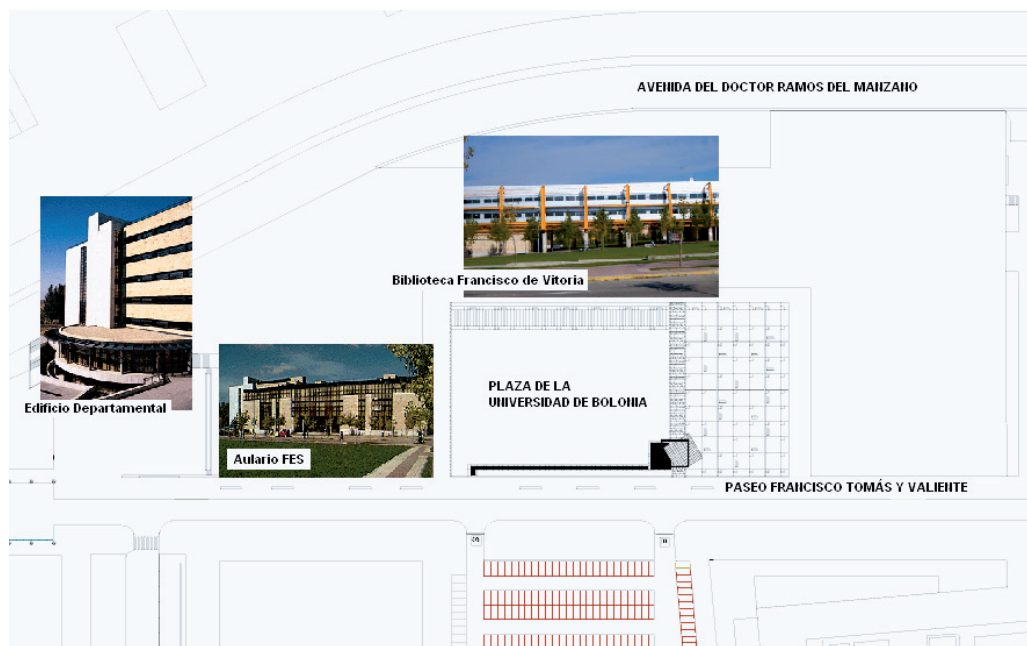 AVENIDA DEL DOCTOR RAMOS DEL MANZANO
Biblioteca Francisco de Vitoria
Edificio Departamental
PLAZA DE LA
UNIVERSIDAD DE BOLONIA
Aulario FES
PASEO FRANCISCO TOMÁS Y VALIENTE